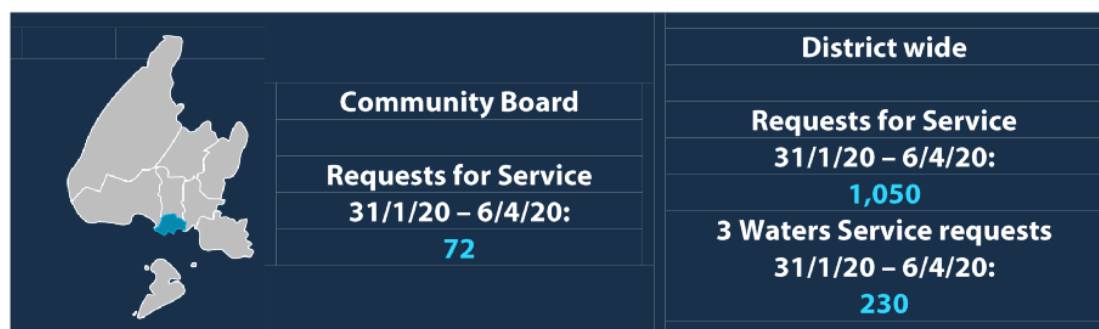 Community Board
Requests for Service
31/1/20 – 6/4/20:
72
District wide
Requests for Service
31/1/20 – 6/4/20:
1,050
3 Waters Service requests
31/1/20 – 6/4/20:
230